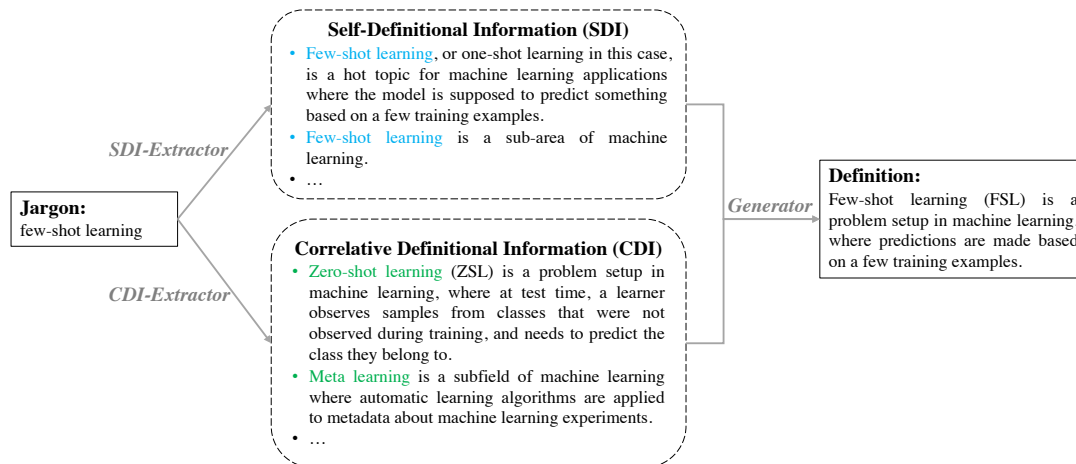 Self-Definitional Information (SDI)
• Few-shot learning, or one-shot learning in this case,
is a hot topic for machine learning applications
where the model is supposed to predict something
based on a few training examples.
• Few-shot learning is a sub-area of machine
learning.
• …
SDI-Extractor
Jargon:
few-shot learning
CDI-Extractor
Correlative Definitional Information (CDI)
• Zero-shot learning (ZSL) is a problem setup in
machine learning, where at test time, a learner
observes samples from classes that were not
observed during training, and needs to predict the
class they belong to.
• Meta learning is a subfield of machine learning
where automatic learning algorithms are applied
to metadata about machine learning experiments.
• …
Generator
Definition:
Few-shot learning (FSL) is a
problem setup in machine learning,
where predictions are made based
on a few training examples.